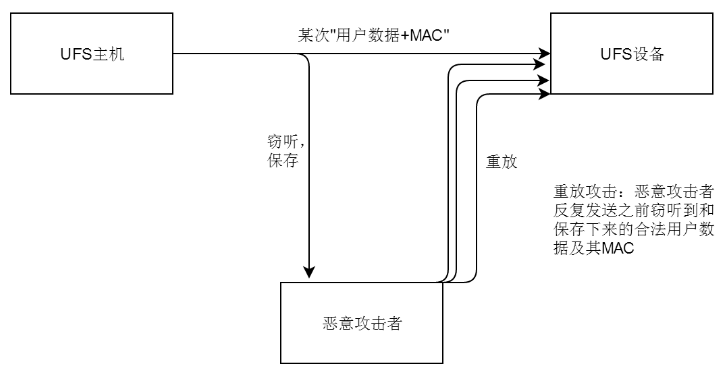 某次"用户数据+MAC"
UFS主机
UFS设备
窃听，
保存
重放
重放攻击：恶意攻击者
反复发送之前窃听到和
保存下来的合法用户数
据及其MAC
恶意攻击者